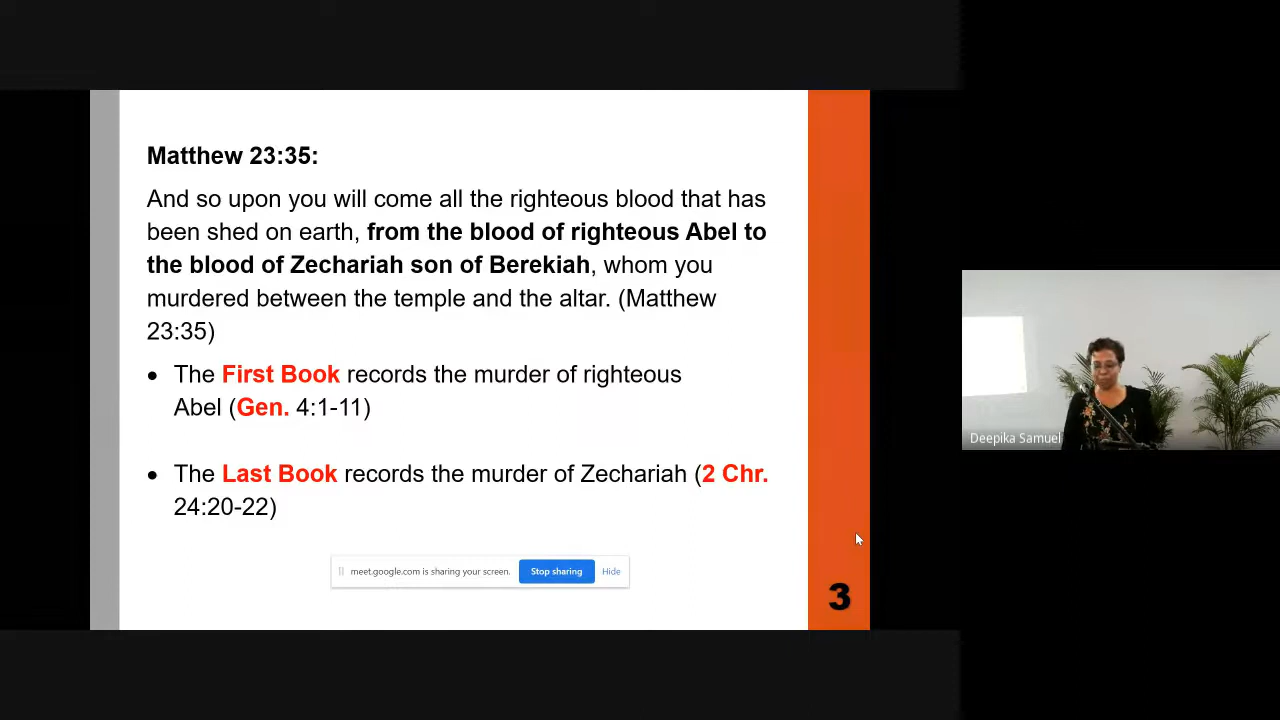 Matthew 23:35:
And so upon you will come all the righteous blood that has
been shed on earth, from the blood of righteous Abel to
the blood of Zechariah son of Berekiah, whom you
murdered between the temple and the altar. (Matthew
23:35)
• The First Book records the murder of righteous
Abel (Gen. 4:1-11)
• The Last Book records the murder of Zechariah (2 Chr.
24:20-22)
meet.google.com is sharing your screen.
Stop sharing
Hide
3
Deepika Samuel